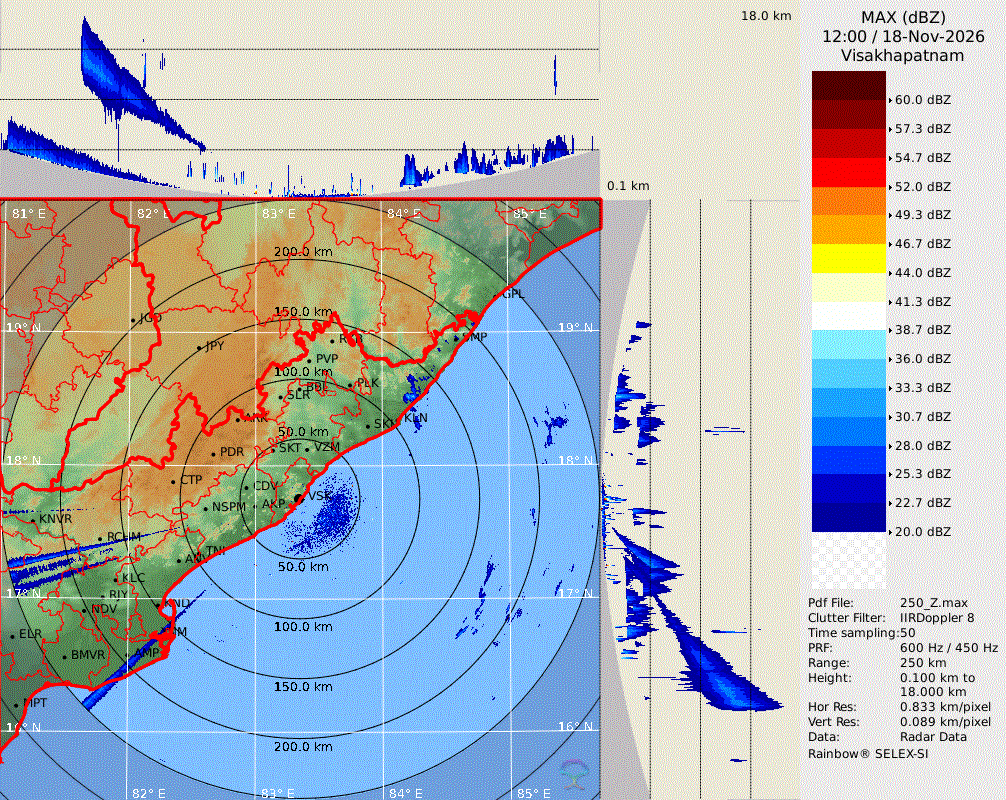 18.0 km
0.1 km
MAX (dBZ)
12:00 / 18-Nov-2026
Visakhapatnam
60.0 dBZ
57.3 dBZ
54.7 dBZ
52.0 dBZ
49.3 dBZ
46.7 dBZ
44.0 dBZ
41.3 dBZ
38.7 dBZ
36.0 dBZ
33.3 dBZ
30.7 dBZ
28.0 dBZ
25.3 dBZ
22.7 dBZ
20.0 dBZ
81° E
82° E
83° E
84° E
85° E
200.0 km
GPL
150.0 km
JGD
19° N
19° N
JPY
PVP
100.0 km
BBL
PLK
SLR
KLN
SKM
50.0 km
SKT
VZM
PDR
18° N
18° N
CTP
CDV
VSK
NSPM
AKP
KNVR
TNI
50.0 km
KLC
RJY
17° N
17° N
KND
NDV
100.0 km
ELR
BMVR
AMP
150.0 km
16° N
16° N
200.0 km
82° E
83° E
84° E
85° E
Pdf File: 250_Z.max
Clutter Filter: IIRDoppler 8
Time sampling:50
PRF: 600 Hz / 450 Hz
Range: 250 km
Height: 0.100 km to
18.000 km
Hor Res: 0.833 km/pixel
Vert Res: 0.089 km/pixel
Data: Radar Data
Rainbow® SELEX-SI